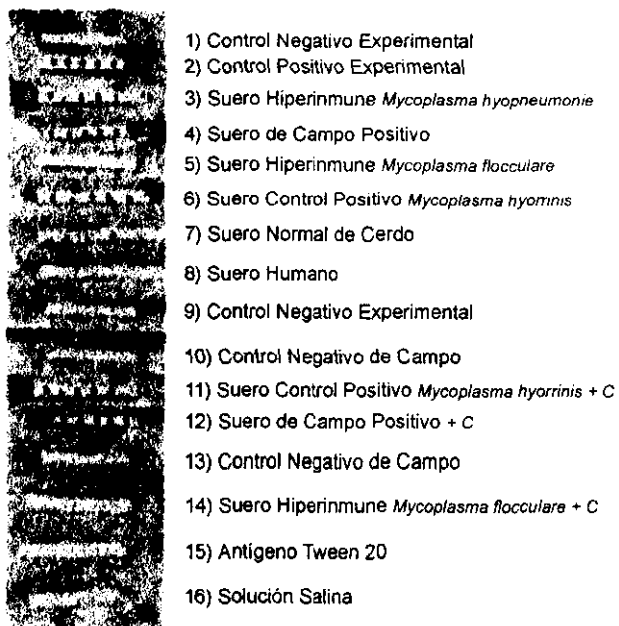 1) Control Negativo Experimental
2) Control Positivo Experimental
3) Suero Hiperinmune Mycoplasma hyopneumonie
4) Suero de Campo Positivo
5) Suero Hiperinmune Mycoplasma flocculare
6) Suero Control Positivo Mycoplasma hyorrinis
7) Suero Normal de Cerdo
8) Suero Humano
9) Control Negativo Experimental
10) Control Negativo de Campo
11) Suero Control Positivo Mycoplasma hyorrinis + C
12) Suero de Campo Positivo + C
13) Control Negativo de Campo
14) Suero Hiperinmune Mycoplasma flocculare + C
15) Antígeno Tween 20
16) Solución Salina